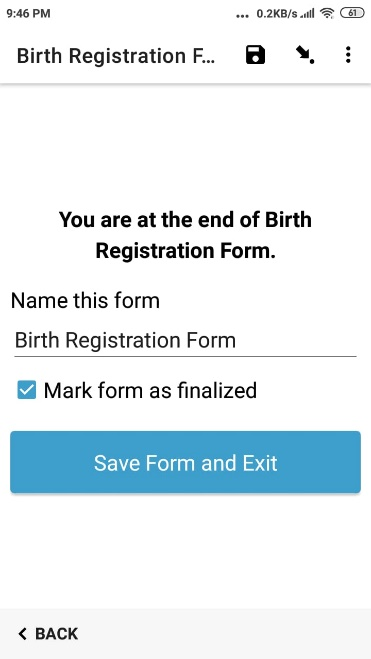 9:46 PM ... 0.2KB/s 61
Birth Registration F...
You are at the end of Birth
Registration Form.
Name this form
Birth Registration Form
Mark form as finalized
Save Form and Exit
BACK